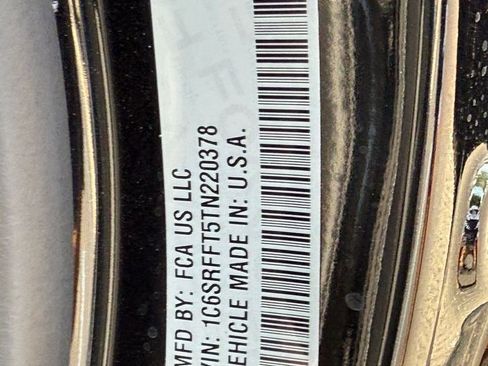 MFD BY: FCA US LLC
VIN: 1C6SRFFT5TN220378
VEHICLE MADE IN: U.S.A.